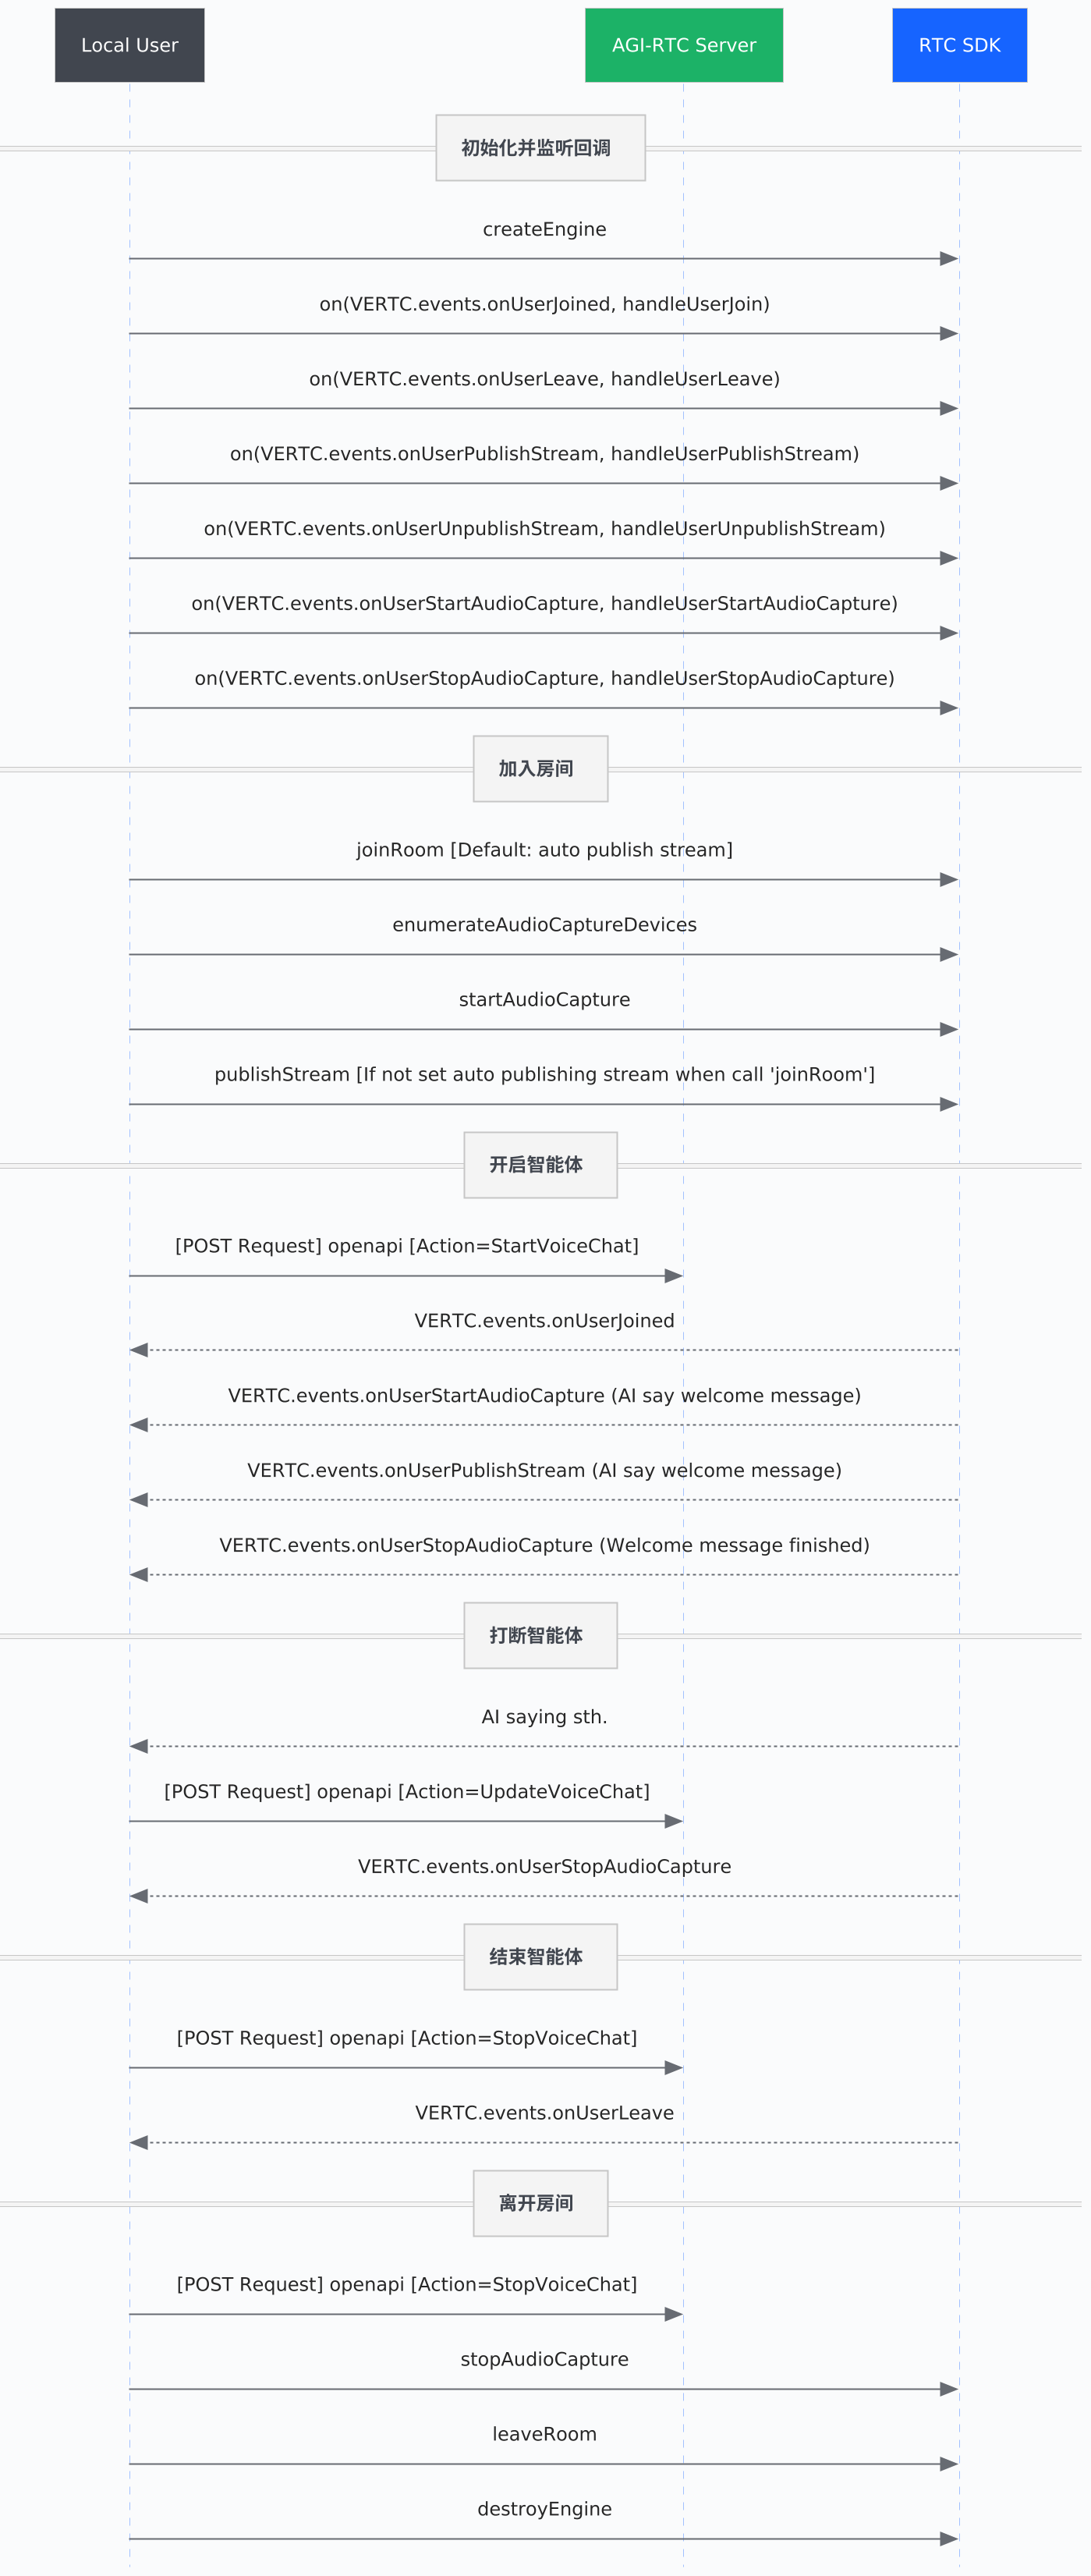 Local User
AGI-RTC Server
RTC SDK
初始化并监听回调
createEngine
on(VERTC.events.onUserJoined, handleUserJoin)
on(VERTC.events.onUserLeave, handleUserLeave)
on(VERTC.events.onUserPublishStream, handleUserPublishStream)
on(VERTC.events.onUserUnpublishStream, handleUserUnpublishStream)
on(VERTC.events.onUserStartAudioCapture, handleUserStartAudioCapture)
on(VERTC.events.onUserStopAudioCapture, handleUserStopAudioCapture)
加入房间
joinRoom [Default: auto publish stream]
enumerateAudioCaptureDevices
startAudioCapture
publishStream [If not set auto publishing stream when call 'joinRoom']
开启智能体
[POST Request] openapi [Action=StartVoiceChat]
VERTC.events.onUserJoined
VERTC.events.onUserStartAudioCapture (AI say welcome message)
VERTC.events.onUserPublishStream (AI say welcome message)
VERTC.events.onUserStopAudioCapture (Welcome message finished)
打断智能体
AI saying sth.
[POST Request] openapi [Action=UpdateVoiceChat]
VERTC.events.onUserStopAudioCapture
结束智能体
[POST Request] openapi [Action=StopVoiceChat]
VERTC.events.onUserLeave
离开房间
[POST Request] openapi [Action=StopVoiceChat]
stopAudioCapture
leaveRoom
destroyEngine